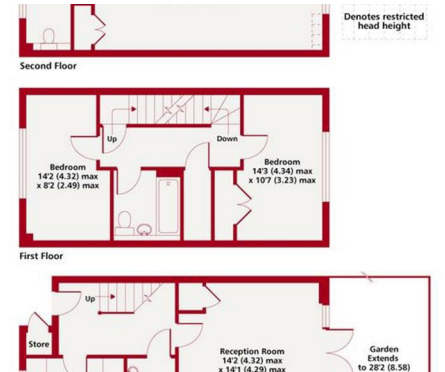 Denotes restricted
head height
Second Floor
Up
Down
Bedroom
14'2 (4.32) max
x 8'2 (2.49) max
Bedroom
14'3 (4.34) max
x 10'7 (3.23) max
First Floor
Up
Store
Reception Room
14'2 (4.32) max
x 14'1 (4.29) max
Garden
Extends
to 28'2 (8.58)